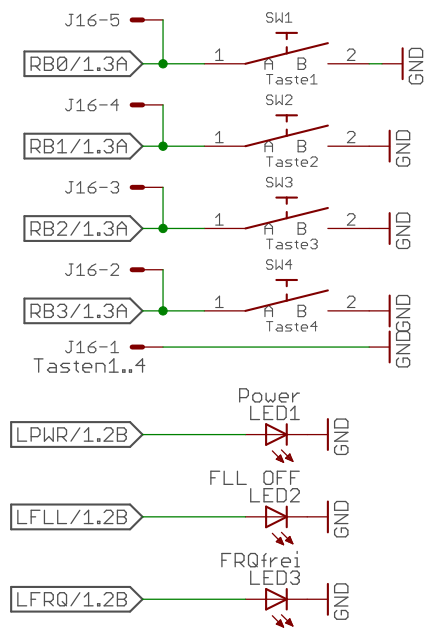 SW1
J16-5
RB0/1.3A 1 A B 2 GND
Taste1
SW2
J16-4
RB1/1.3A 1 A B 2 GND
Taste2
SW3
J16-3
RB2/1.3A 1 A B 2 GND
Taste3
SW4
J16-2
RB3/1.3A 1 A B 2 GND
Taste4
J16-1 GND
Tasten1..4
Power
LED1
LPWR/1.2B GND
FLL OFF
LED2
LFLL/1.2B GND
FRQfrei
LED3
LFRQ/1.2B GND